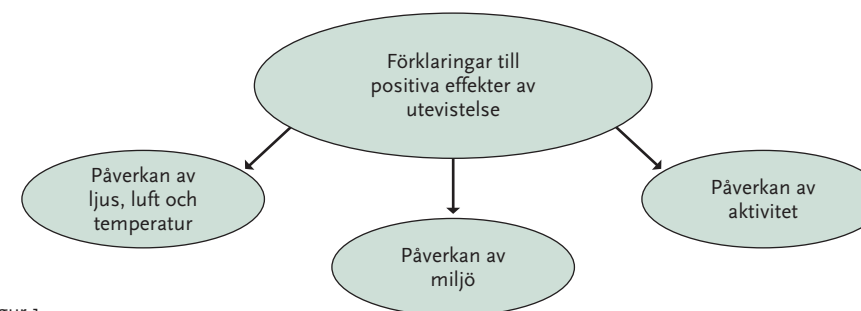 Förklaringar till
positiva effekter av
utevistelse
Påverkan av
ljus, luft och
temperatur
Påverkan av
miljö
Påverkan av
aktivitet